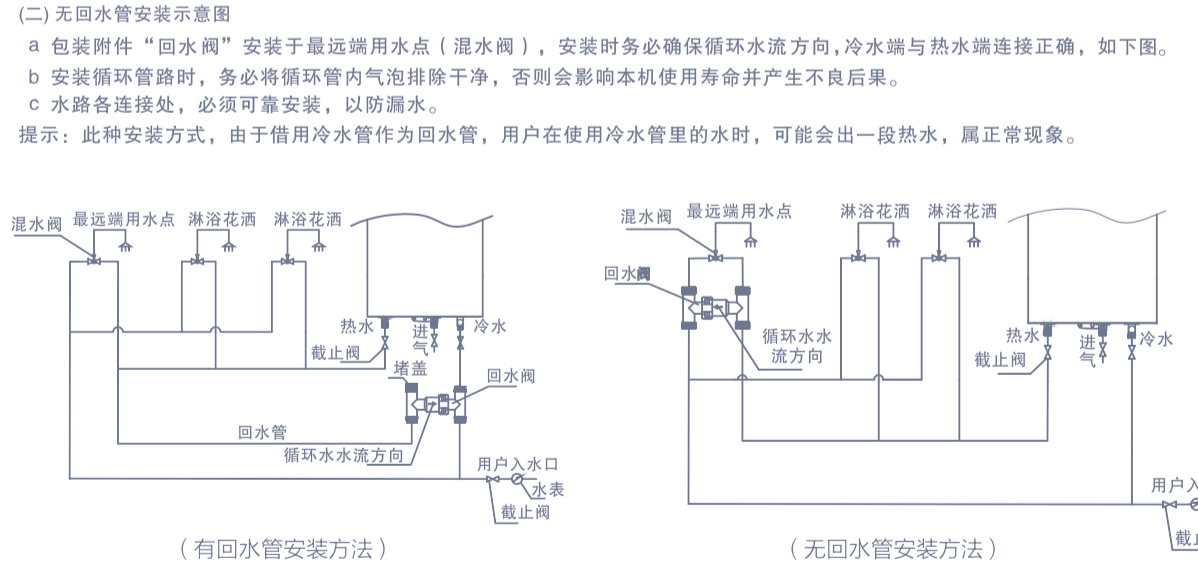 (二) 无回水管安装示意图
a 包装附件“回水阀”安装于最远端用水点（混水阀），安装时务必确保循环水流方向,冷水端与热水端连接正确，如下图。
b 安装循环管路时，务必将循环管内气泡排除干净，否则会影响本机使用寿命并产生不良后果。
c 水路各连接处，必须可靠安装，以防漏水。
提示：此种安装方式，由于借用冷水管作为回水管，用户在使用冷水管里的水时，可能会出一段热水，属正常现象。
混水阀
最远端用水点
淋浴花洒
淋浴花洒
热水
进气
冷水
截止阀
堵盖
回水阀
回水管
循环水水流方向
用户入水口
水表
截止阀
（有回水管安装方法）
混水阀
最远端用水点
淋浴花洒
淋浴花洒
回水阀
循环水水
流方向
热水
进气
冷水
截止阀
用户入
截止
（无回水管安装方法）